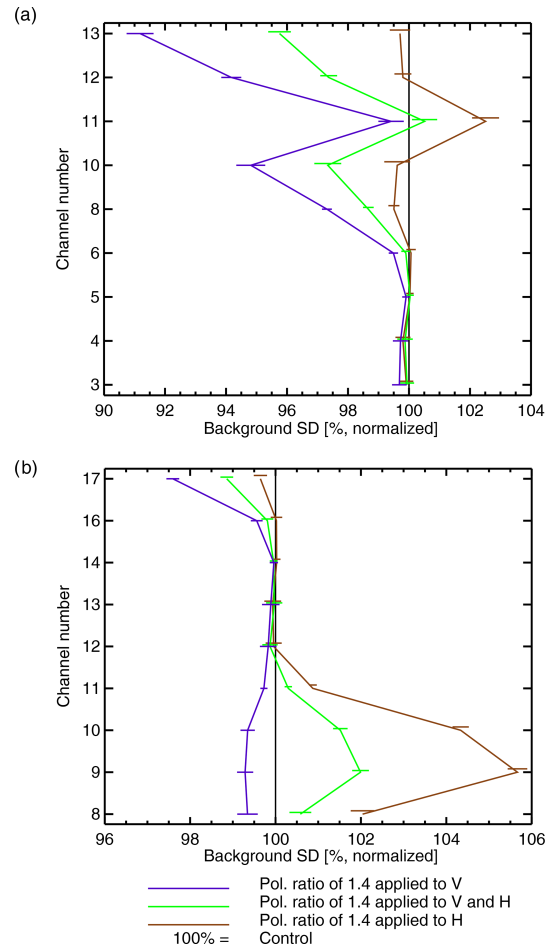 (a)
13
12
11
10
8
6
5
4
3
Channel number
90 92 94 96 98 100 102 104
Background SD [%, normalized]
(b)
17
16
14
13
12
11
10
9
8
Channel number
96 98 100 102 104 106
Background SD [%, normalized]
Pol. ratio of 1.4 applied to V
Pol. ratio of 1.4 applied to V and H
Pol. ratio of 1.4 applied to H
100% = Control